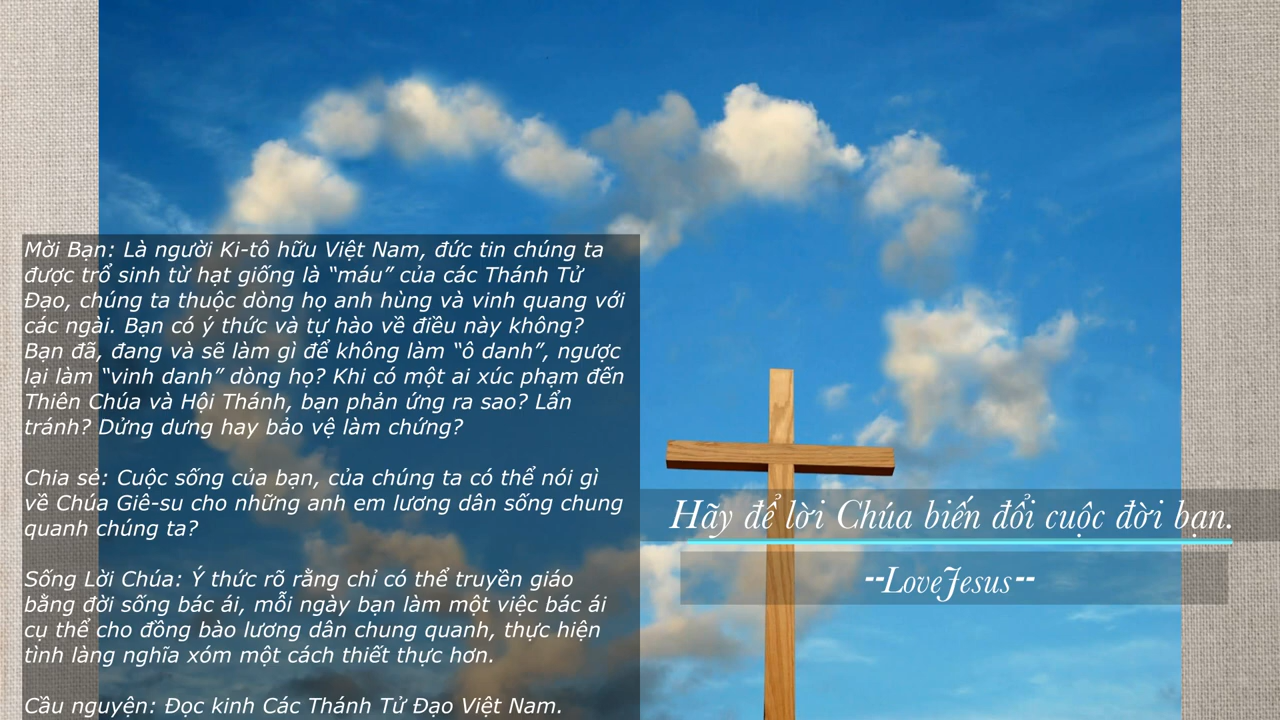 Mời Bạn: Là người Ki-tô hữu Việt Nam, đức tin chúng ta
được trổ sinh từ hạt giống là “máu” của các Thánh Tử
Đạo, chúng ta thuộc dòng họ anh hùng và vinh quang với
các ngài. Bạn có ý thức và tự hào về điều này không?
Bạn đã, đang và sẽ làm gì để không làm “ô danh”, ngược
lại làm “vinh danh” dòng họ? Khi có một ai xúc phạm đến
Thiên Chúa và Hội Thánh, bạn phản ứng ra sao? Lẩn
tránh? Dửng dưng hay bảo vệ làm chứng?
Chia sẻ: Cuộc sống của bạn, của chúng ta có thể nói gì
về Chúa Giê-su cho những anh em lương dân sống chung
quanh chúng ta?
Sống Lời Chúa: Ý thức rõ rằng chỉ có thể truyền giáo
bằng đời sống bác ái, mỗi ngày bạn làm một việc bác ái
cụ thể cho đồng bào lương dân chung quanh, thực hiện
tình làng nghĩa xóm một cách thiết thực hơn.
Cầu nguyện: Đọc kinh Các Thánh Tử Đạo Việt Nam.
Hãy để lời Chúa biến đổi cuộc đời bạn.
--LoveJesus--